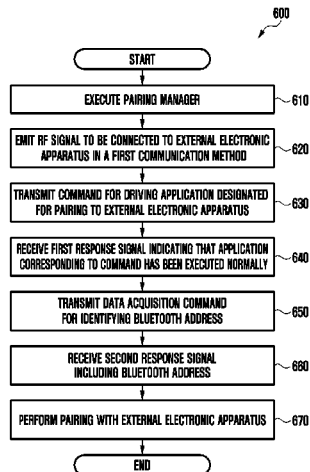 600
START
EXECUTE PAIRING MANAGER
610
EMIT RF SIGNAL TO BE CONNECTED TO EXTERNAL ELECTRONIC
APPARATUS IN A FIRST COMMUNICATION METHOD
620
TRANSMIT COMMAND FOR DRIVING APPLICATION DESIGNATED
FOR PAIRING TO EXTERNAL ELECTRONIC APPARATUS
630
RECEIVE FIRST RESPONSE SIGNAL INDICATING THAT APPLICATION
CORRESPONDING TO COMMAND HAS BEEN EXECUTED NORMALLY
640
TRANSMIT DATA ACQUISITION COMMAND
FOR IDENTIFYING BLUETOOTH ADDRESS
650
RECEIVE SECOND RESPONSE SIGNAL
INCLUDING BLUETOOTH ADDRESS
660
PERFORM PAIRING WITH EXTERNAL ELECTRONIC APPARATUS
670
END